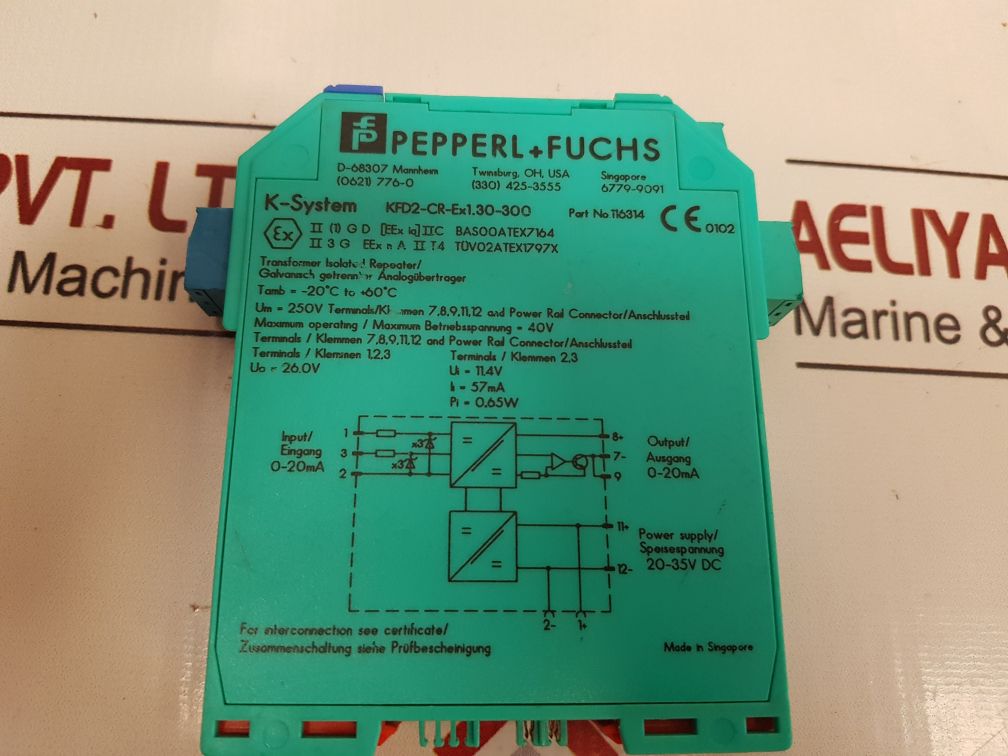 PEPPERL+FUCHS
D-68307 Mannheim
(0621) 776-0
Twinsburg, OH, USA
(330) 425-3555
Singapore
6779-9091
K-System KFD2-CR-Ex1.30-300 Part No 116314 CE 0102
Ex II (1) G D [EEx ia] IIC BAS00ATEX7164
II 3 G EEx n A II T4 TÜV02ATEX1797X
Transformer Isolated Repeater/
Galvanisch getrennter Analogübertrager
Tamb = -20°C to +60°C
Um = 250V Terminals/Klemmen 7,8,9,11,12 and Power Rail Connector/Anschlussteil
Maximum operating / Maximum Betriebsspannung = 40V
Terminals / Klemmen 7,8,9,11,12 and Power Rail Connector/Anschlussteil
Terminals / Klemmen 1,2,3
Uo = 26.0V
Terminals / Klemmen 2,3
Ui = 11,4V
Ii = 57mA
Pi = 0.65W
Input/
Eingang
0-20mA
1
3
2
x3
x3
=
=
=
=
8+
7-
9
Output/
Ausgang
0-20mA
11+
12-
Power supply/
Speisespannung
20-35V DC
2-
1+
For interconnection see certificate/
Zusammenschaltung siehe Prüfbescheinigung
Made in Singapore
PVT. LT
Machin
AELIYA
Marine &